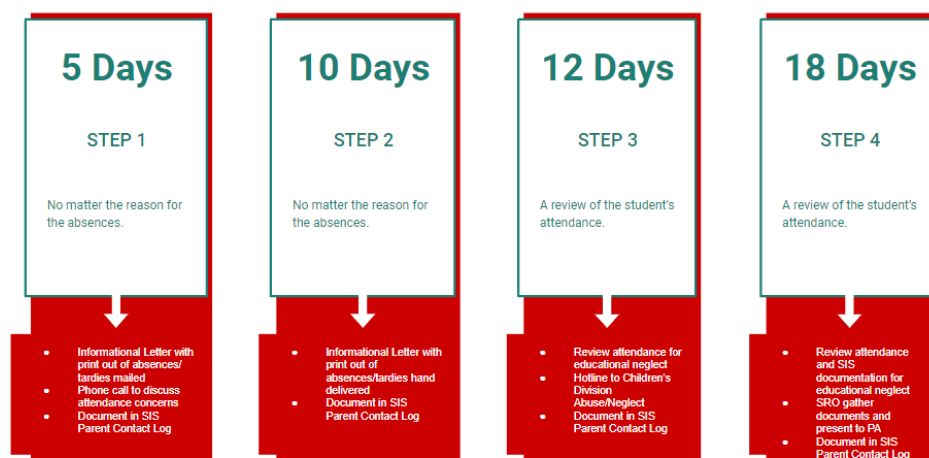 5 Days
STEP 1
No matter the reason for
the absences.
Informational Letter with
print out of absences/
tardies mailed
Phone call to discuss
attendance concerns
Document in SIS
Parent Contact Log
10 Days
STEP 2
No matter the reason for
the absences.
Informational Letter with
print out of
absences/tardies hand
delivered
Document in SIS
Parent Contact Log
12 Days
STEP 3
A review of the student's
attendance.
Review attendance for
educational neglect
Hotline to Children's
Division
Abuse/Neglect
Document in SIS
Parent Contact Log
18 Days
STEP 4
A review of the student's
attendance.
Review attendance
and SIS
documentation for
educational neglect
SRO gather
documents and
present to PA
Document in SIS
Parent Contact Log